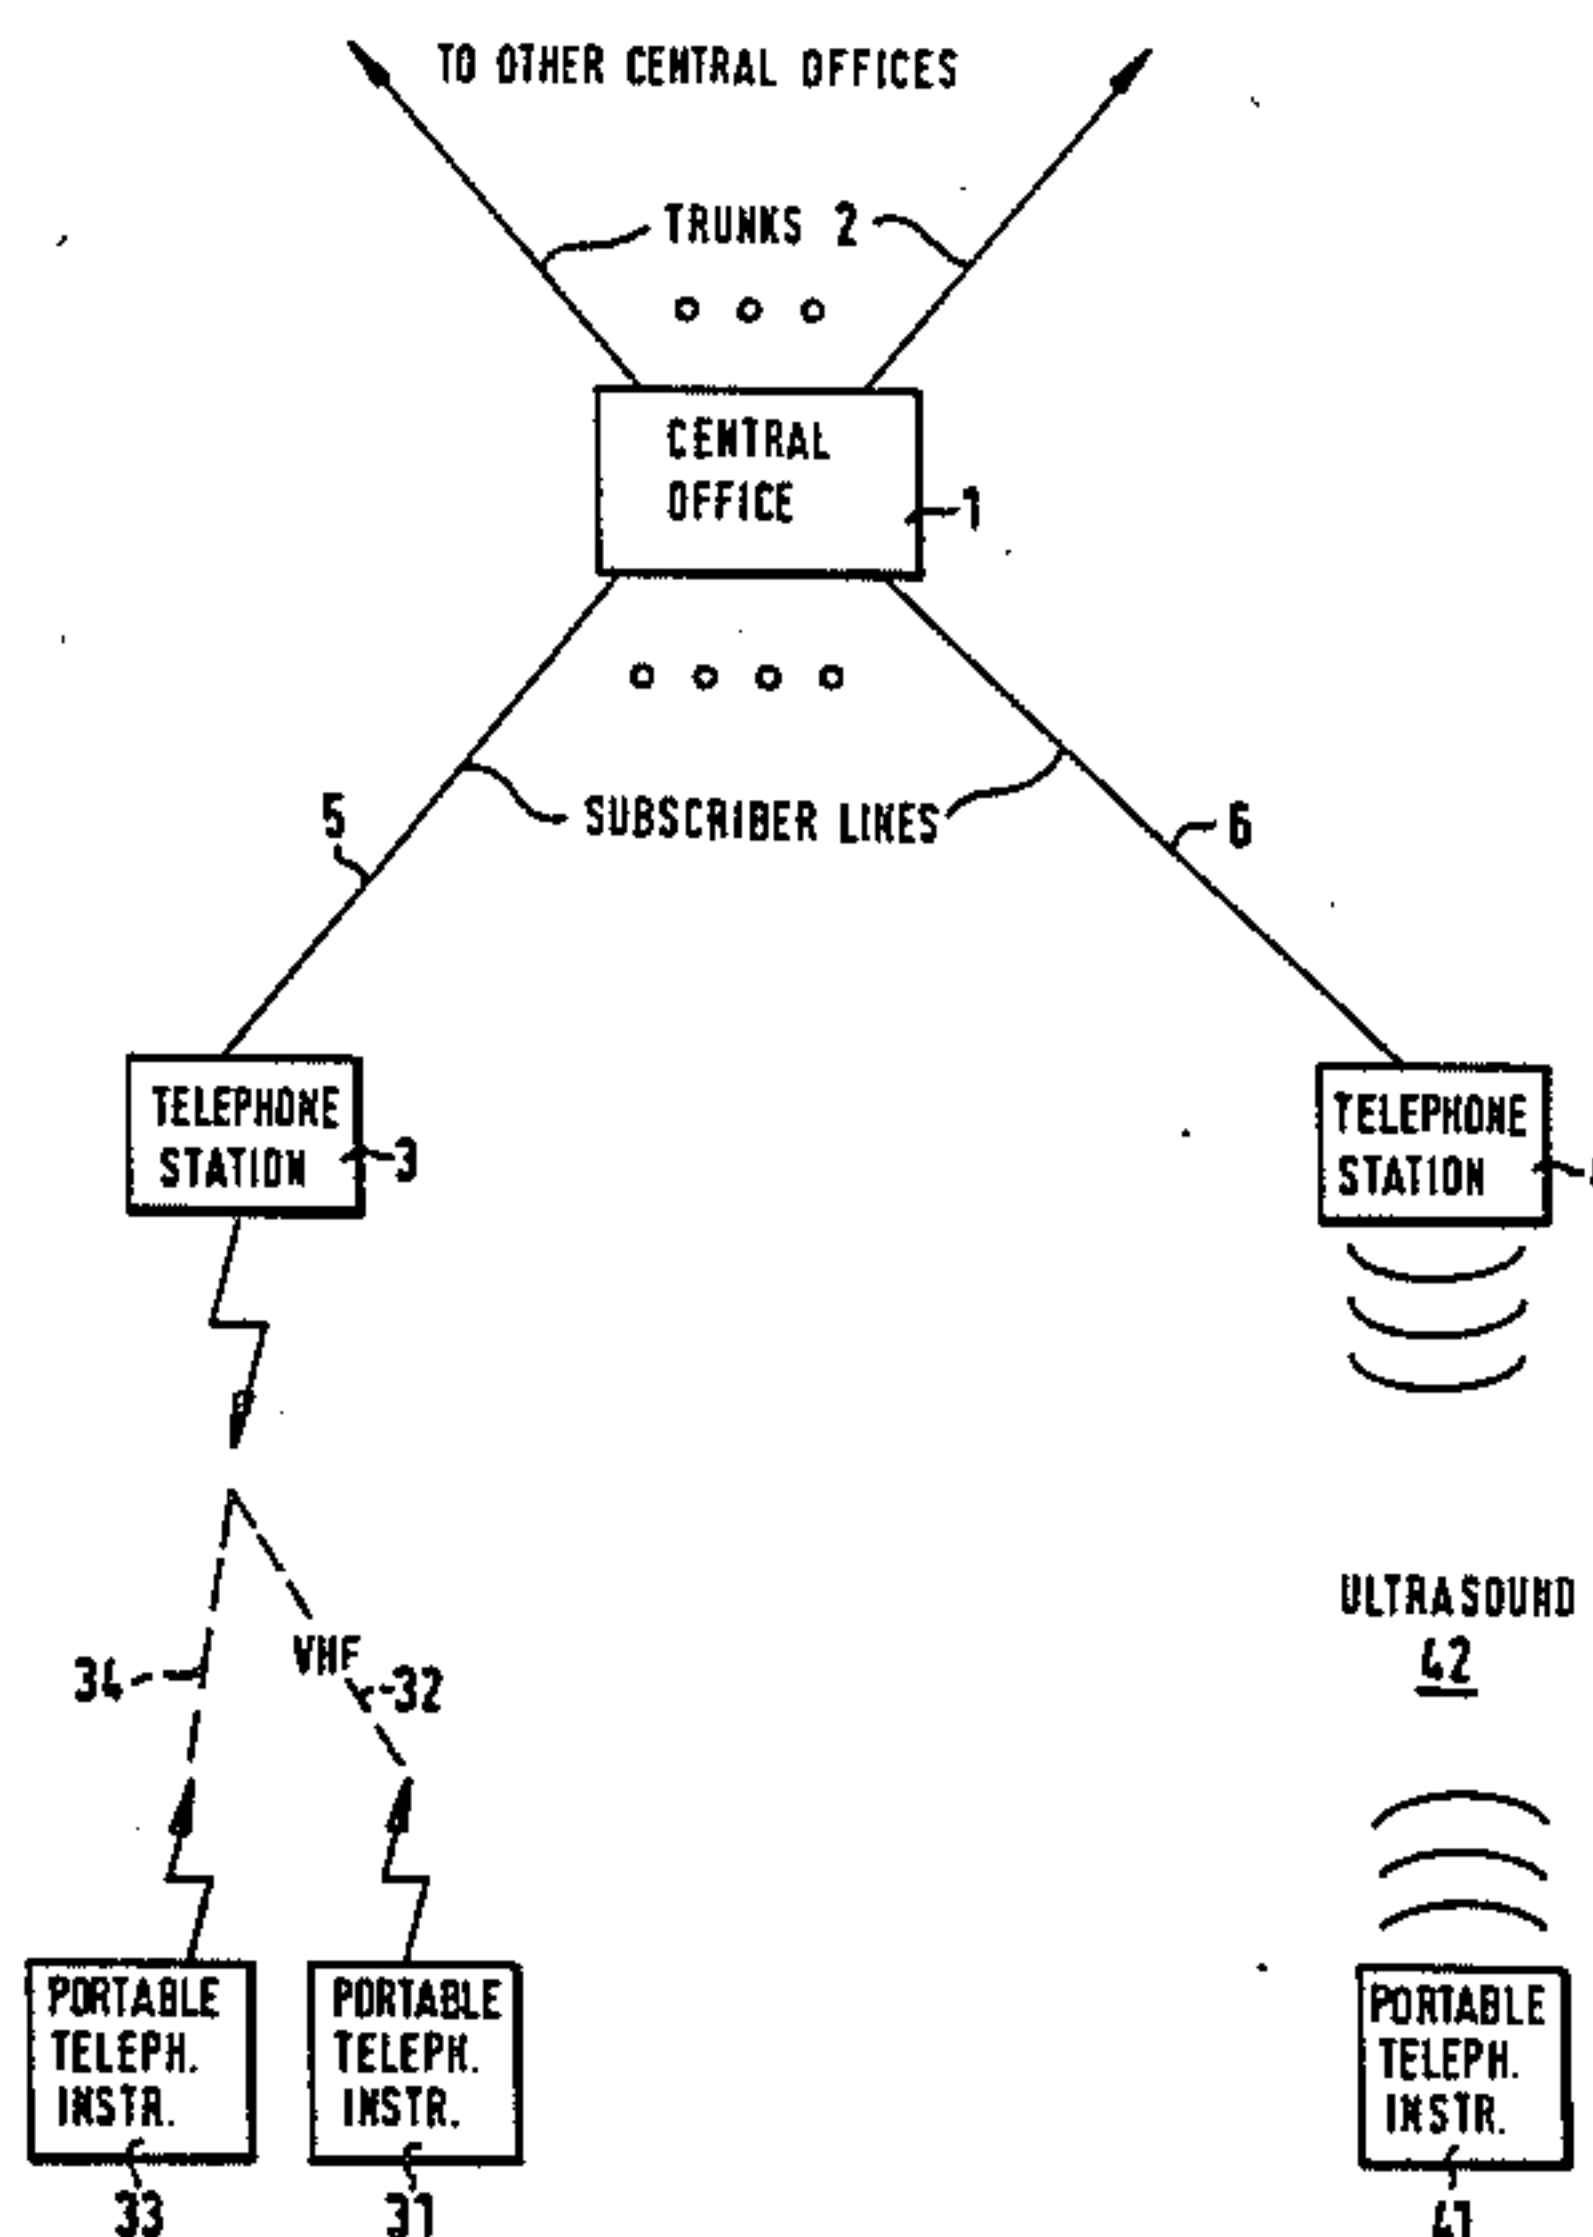 TO OTHER CENTRAL OFFICES
TRUNKS 2
CENTRAL
OFFICE
1
SUBSCRIBER LINES
5
6
TELEPHONE
STATION
3
TELEPHONE
STATION
VHF
34
32
ULTRASOUND
42
PORTABLE
TELEPH.
INSTR.
33
PORTABLE
TELEPH.
INSTR.
31
PORTABLE
TELEPH.
INSTR.
41